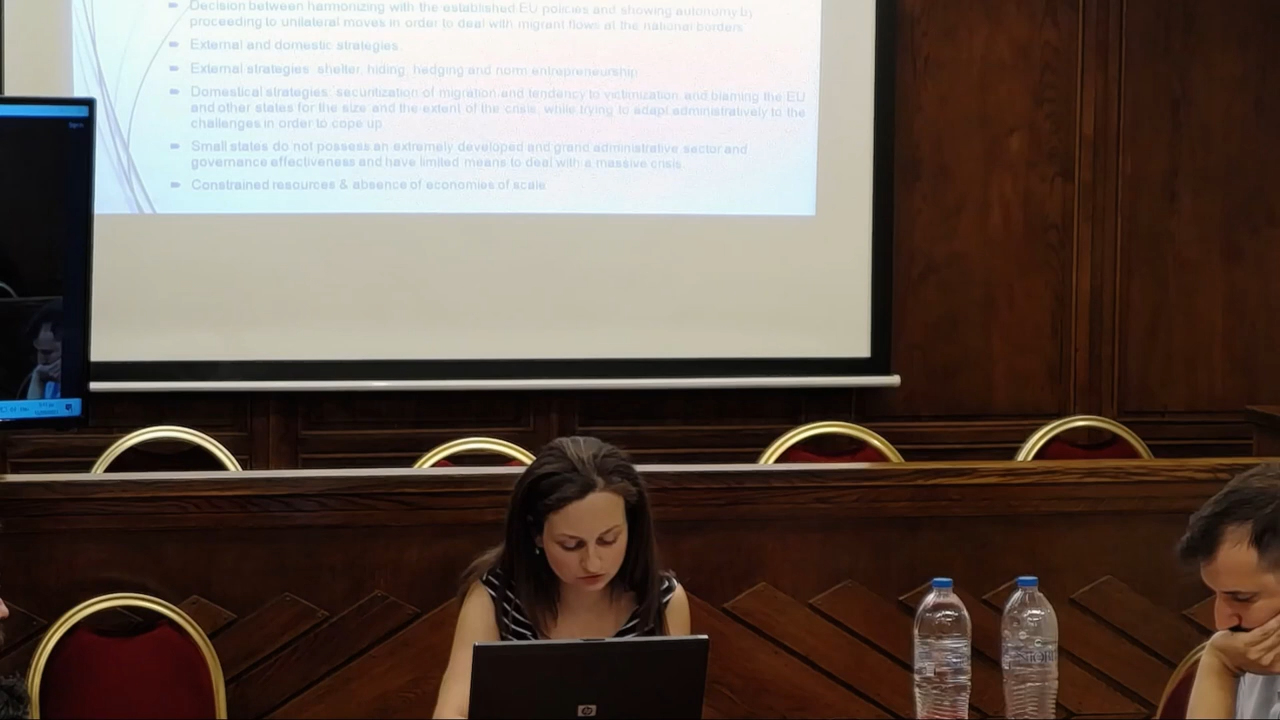 Decision between harmonizing with the established EU policies and showing autonomy by
proceeding to unilateral moves in order to deal with migrant flows at the national borders
External and domestic strategies.
External strategies: shelter, hiding, hedging and norm entrepreneurship
Domestical strategies: securitization of migration and tendency to victimization and blaming the EU
and other states for the size and the extent of the crisis, while trying to adapt administratively to the
challenges in order to cope up
Small states do not possess an extremely developed and grand administrative sector and
governance effectiveness and have limited means to deal with a massive crisis.
Constrained resources & absence of economies of scale
hp